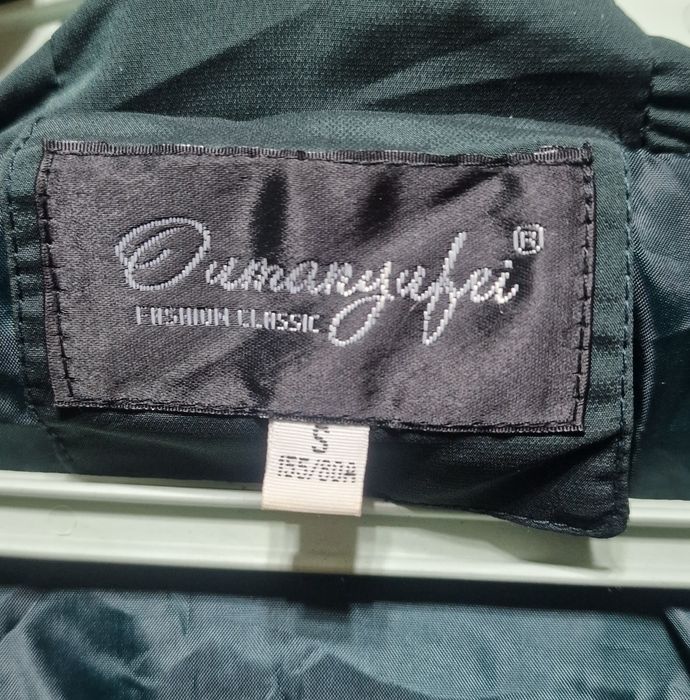 Oumanyufei®
FASHION CLASSIC
S
155/80A